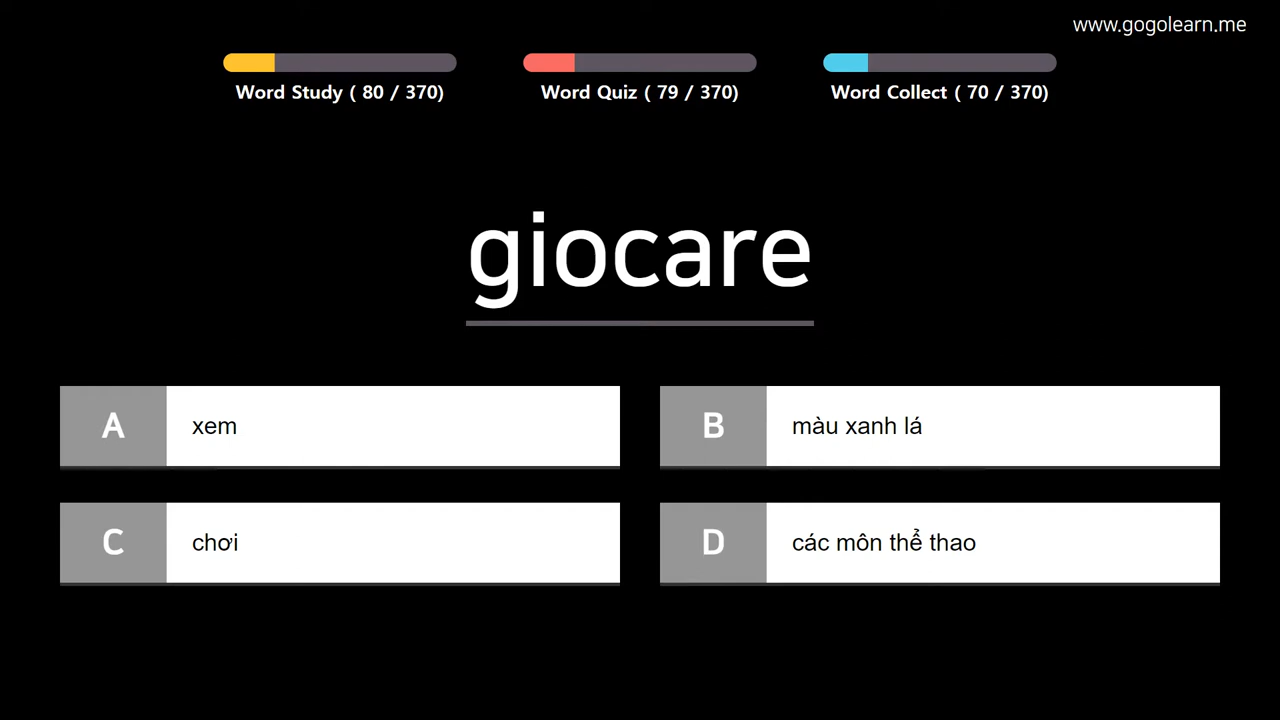 www.gogolearn.me
Word Study ( 80 / 370)
Word Quiz ( 79 / 370)
Word Collect ( 70 / 370)
giocare
A xem
B màu xanh lá
C chơi
D các môn thể thao